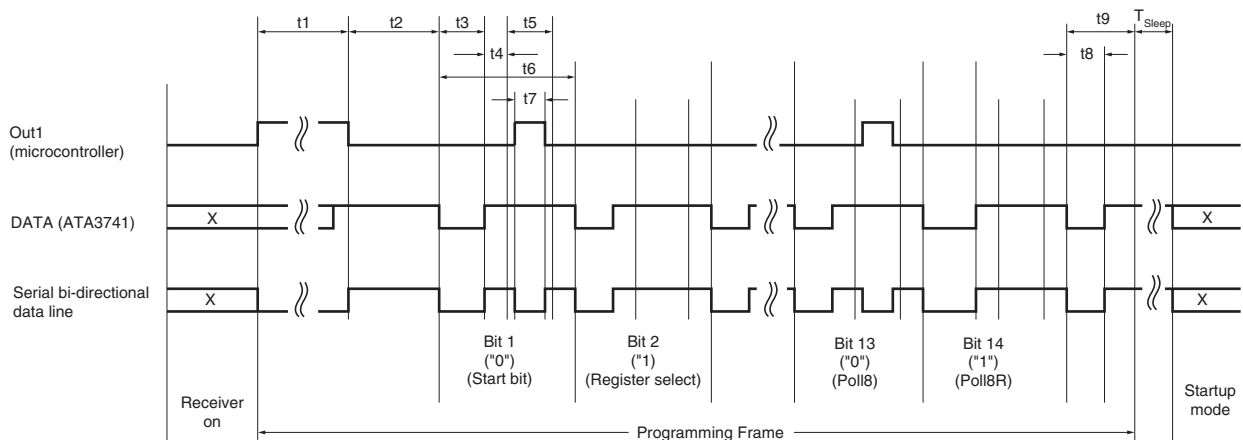 t1
t2
t3
t5
t9
T Sleep
t4
t8
t6
t7
Out1
(microcontroller)
X
DATA (ATA3741)
X
Serial bi-directional
data line
X
X
Bit 1
("0")
(Start bit)
Bit 2
("1)
(Register select)
Bit 13
("0")
(Poll8)
Bit 14
("1")
(Poll8R)
Receiver
on
Startup
mode
Programming Frame